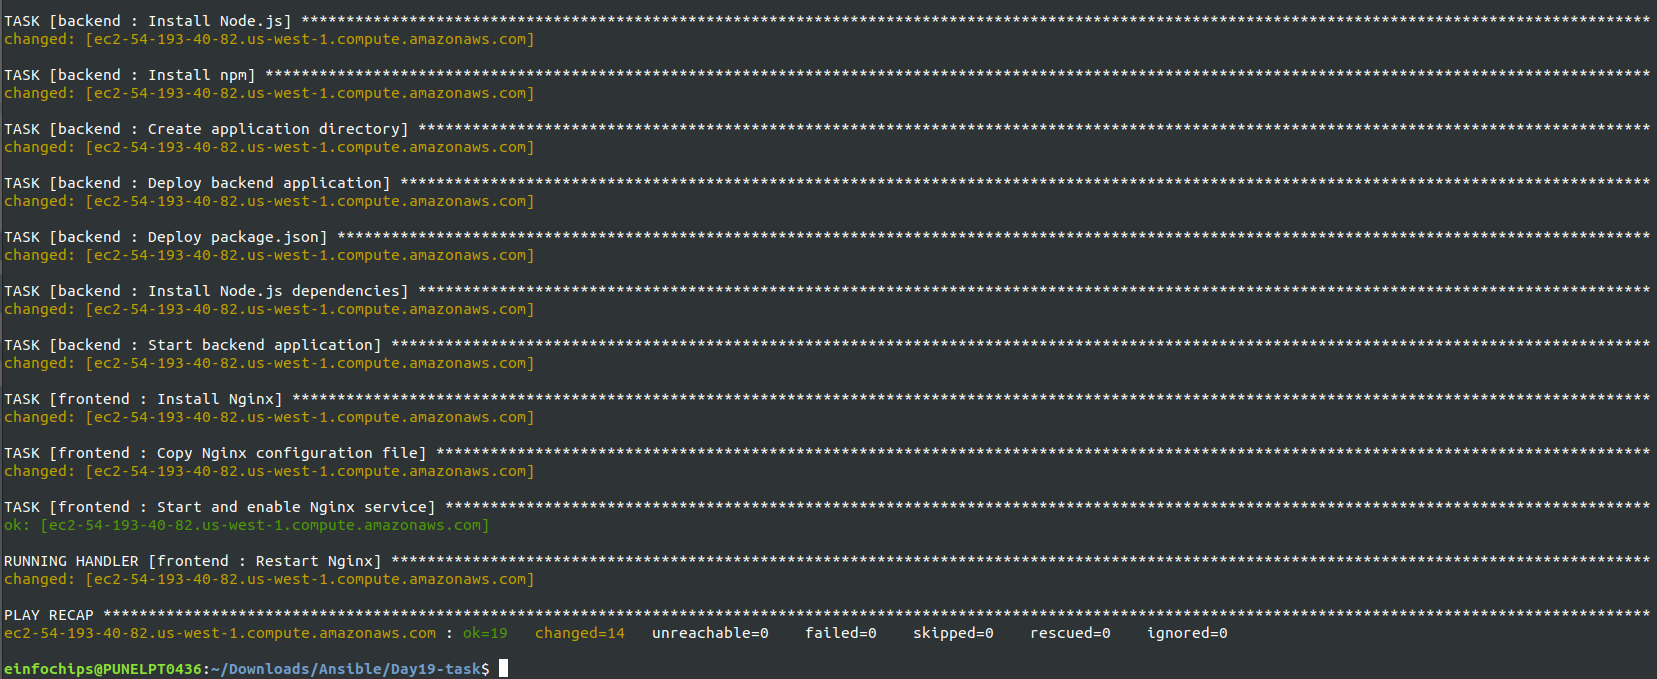 TASK [backend : Install Node.js] ******************************************************************************************************************************************************
changed: [ec2-54-193-40-82.us-west-1.compute.amazonaws.com]
TASK [backend : Install npm] **********************************************************************************************************************************************************
changed: [ec2-54-193-40-82.us-west-1.compute.amazonaws.com]
TASK [backend : Create application directory] *****************************************************************************************************************************************
changed: [ec2-54-193-40-82.us-west-1.compute.amazonaws.com]
TASK [backend : Deploy backend application] *******************************************************************************************************************************************
changed: [ec2-54-193-40-82.us-west-1.compute.amazonaws.com]
TASK [backend : Deploy package.json] **************************************************************************************************************************************************
changed: [ec2-54-193-40-82.us-west-1.compute.amazonaws.com]
TASK [backend : Install Node.js dependencies] *****************************************************************************************************************************************
changed: [ec2-54-193-40-82.us-west-1.compute.amazonaws.com]
TASK [backend : Start backend application] ********************************************************************************************************************************************
changed: [ec2-54-193-40-82.us-west-1.compute.amazonaws.com]
TASK [frontend : Install Nginx] *******************************************************************************************************************************************************
changed: [ec2-54-193-40-82.us-west-1.compute.amazonaws.com]
TASK [frontend : Copy Nginx configuration file] ***************************************************************************************************************************************
changed: [ec2-54-193-40-82.us-west-1.compute.amazonaws.com]
TASK [frontend : Start and enable Nginx service] **************************************************************************************************************************************
ok: [ec2-54-193-40-82.us-west-1.compute.amazonaws.com]
RUNNING HANDLER [frontend : Restart Nginx] ********************************************************************************************************************************************
changed: [ec2-54-193-40-82.us-west-1.compute.amazonaws.com]
PLAY RECAP ****************************************************************************************************************************************************************************
ec2-54-193-40-82.us-west-1.compute.amazonaws.com : ok=19   changed=14   unreachable=0    failed=0    skipped=0    rescued=0    ignored=0
einfochips@PUNELPT0436:~/Downloads/Ansible/Day19-task$